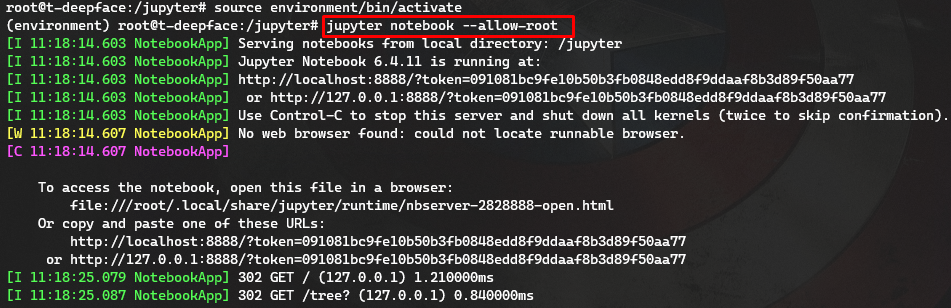 root@t-deepface:/jupyter# source environment/bin/activate
(environment) root@t-deepface:/jupyter# jupyter notebook --allow-root
[I 11:18:14.603 NotebookApp] Serving notebooks from local directory: /jupyter
[I 11:18:14.603 NotebookApp] Jupyter Notebook 6.4.11 is running at:
[I 11:18:14.603 NotebookApp] http://localhost:8888/?token=091081bc9fe10b50b3fb0848edd8f9ddaaf8b3d89f50aa77
[I 11:18:14.603 NotebookApp]  or http://127.0.0.1:8888/?token=091081bc9fe10b50b3fb0848edd8f9ddaaf8b3d89f50aa77
[I 11:18:14.603 NotebookApp] Use Control-C to stop this server and shut down all kernels (twice to skip confirmation).
[W 11:18:14.607 NotebookApp] No web browser found: could not locate runnable browser.
[C 11:18:14.607 NotebookApp]
    To access the notebook, open this file in a browser:
        file:///root/.local/share/jupyter/runtime/nbserver-2828888-open.html
    Or copy and paste one of these URLs:
        http://localhost:8888/?token=091081bc9fe10b50b3fb0848edd8f9ddaaf8b3d89f50aa77
     or http://127.0.0.1:8888/?token=091081bc9fe10b50b3fb0848edd8f9ddaaf8b3d89f50aa77
[I 11:18:25.079 NotebookApp] 302 GET / (127.0.0.1) 1.210000ms
[I 11:18:25.087 NotebookApp] 302 GET /tree? (127.0.0.1) 0.840000ms